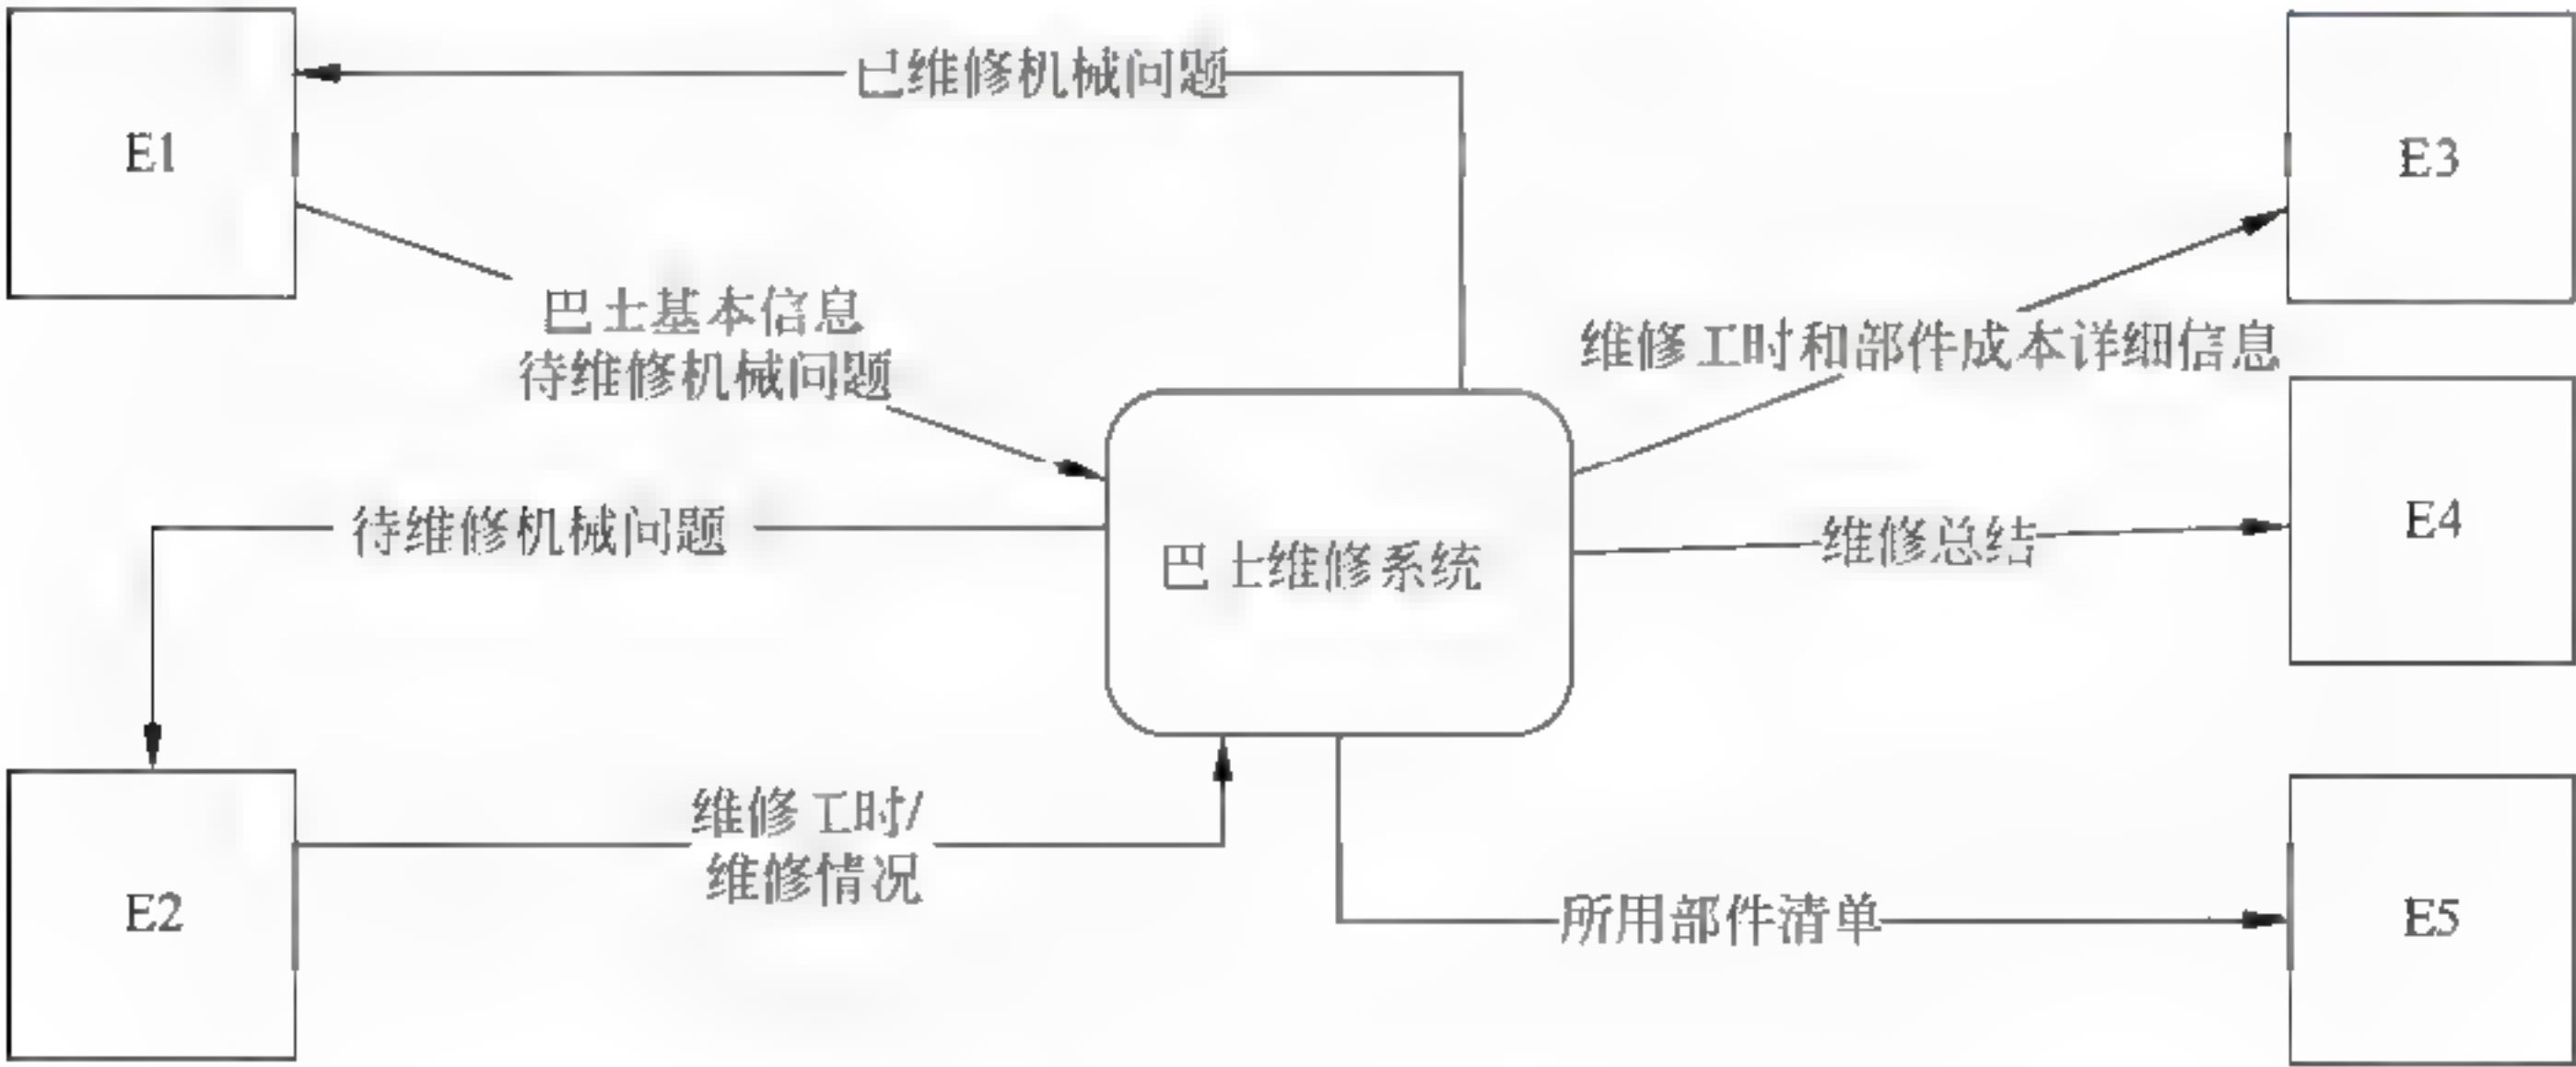 已维修机械问题
E1
E3
巴士基本信息
待维修机械问题
维修工时和部件成本详细信息
待维修机械问题
巴士维修系统
维修总结
E4
维修工时/
维修情况
E2
所用部件清单
E5